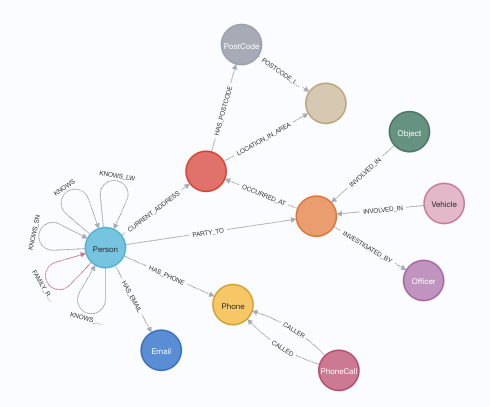 PostCode
POSTCODE_I...
HAS_POSTCODE
LOCATION_IN_AREA
Object
INVOLVED_IN
KNOWS_LW
KNOWS
CURRENT_ADDRESS
OCCURRED_AT
Vehicle
INVOLVED_IN
KNOWS_SN
PARTY_TO
Person
INVESTIGATED_BY
FAMILY_R...
HAS_PHONE
Officer
KNOWS_...
HAS_EMAIL
Phone
CALLER
CALLED
Email
PhoneCall